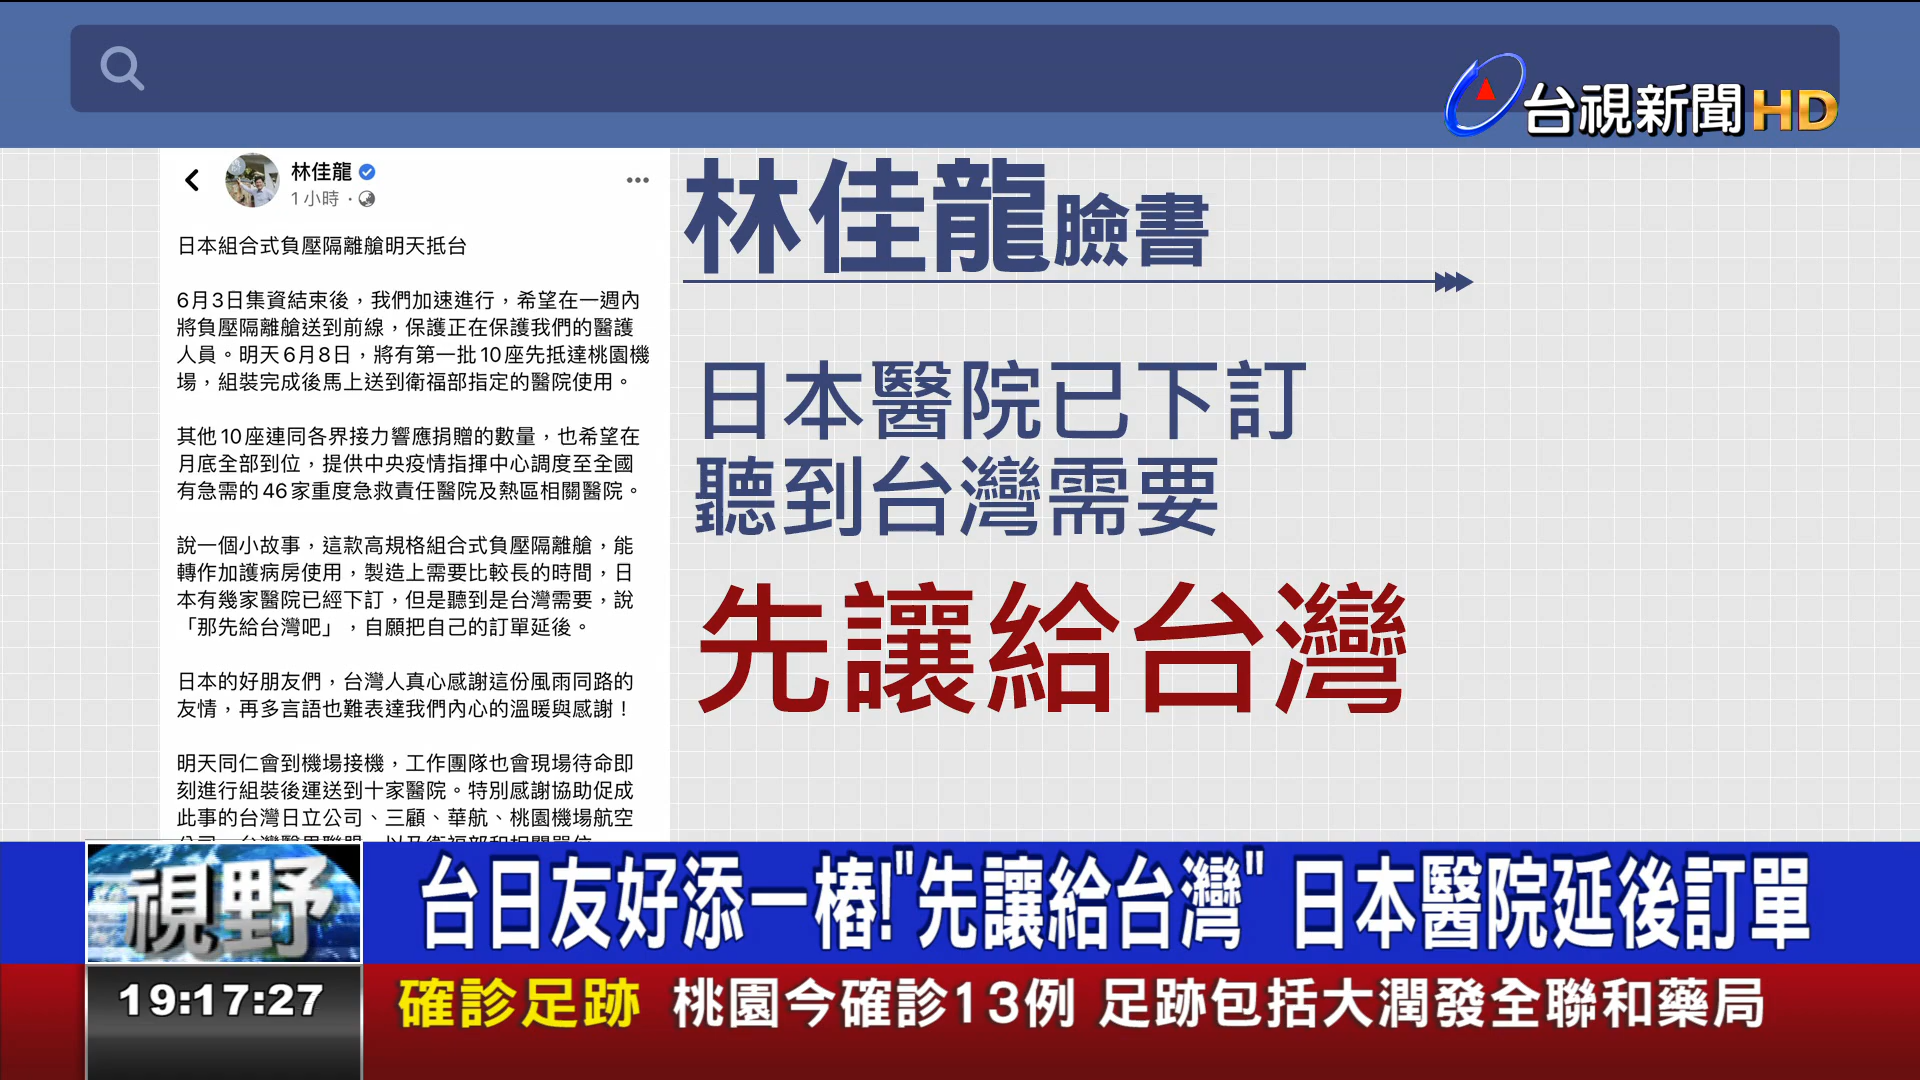 台視新聞HD
林佳龍
1小時
日本組合式負壓隔離艙明天抵台
6月3日集資結束後，我們加速進行，希望在一週內
將負壓隔離艙送到前線，保護正在保護我們的醫護
人員。明天6月8日，將有第一批10座先抵達桃園機
場，組裝完成後馬上送到衛福部指定的醫院使用。
其他10座連同各界接力響應捐贈的數量，也希望在
月底全部到位，提供中央疫情指揮中心調度至全國
有急需的46家重度急救責任醫院及熱區相關醫院。
說一個小故事，這款高規格組合式負壓隔離艙，能
轉作加護病房使用，製造上需要比較長的時間，日
本有幾家醫院已經下訂，但是聽到是台灣需要，說
「那先給台灣吧」，自願把自己的訂單延後。
日本的好朋友們，台灣人真心感謝這份風雨同路的
友情，再多言語也難表達我們內心的溫暖與感謝！
明天同仁會到機場接機，工作團隊也會現場待命即
刻進行組裝後運送到十家醫院。特別感謝協助促成
此事的台灣日立公司、三顧、華航、桃園機場航空
林佳龍臉書
日本醫院已下訂
聽到台灣需要
先讓給台灣
視野
台日友好添一樁!"先讓給台灣" 日本醫院延後訂單
19:17:27
確診足跡 桃園今確診13例 足跡包括大潤發全聯和藥局